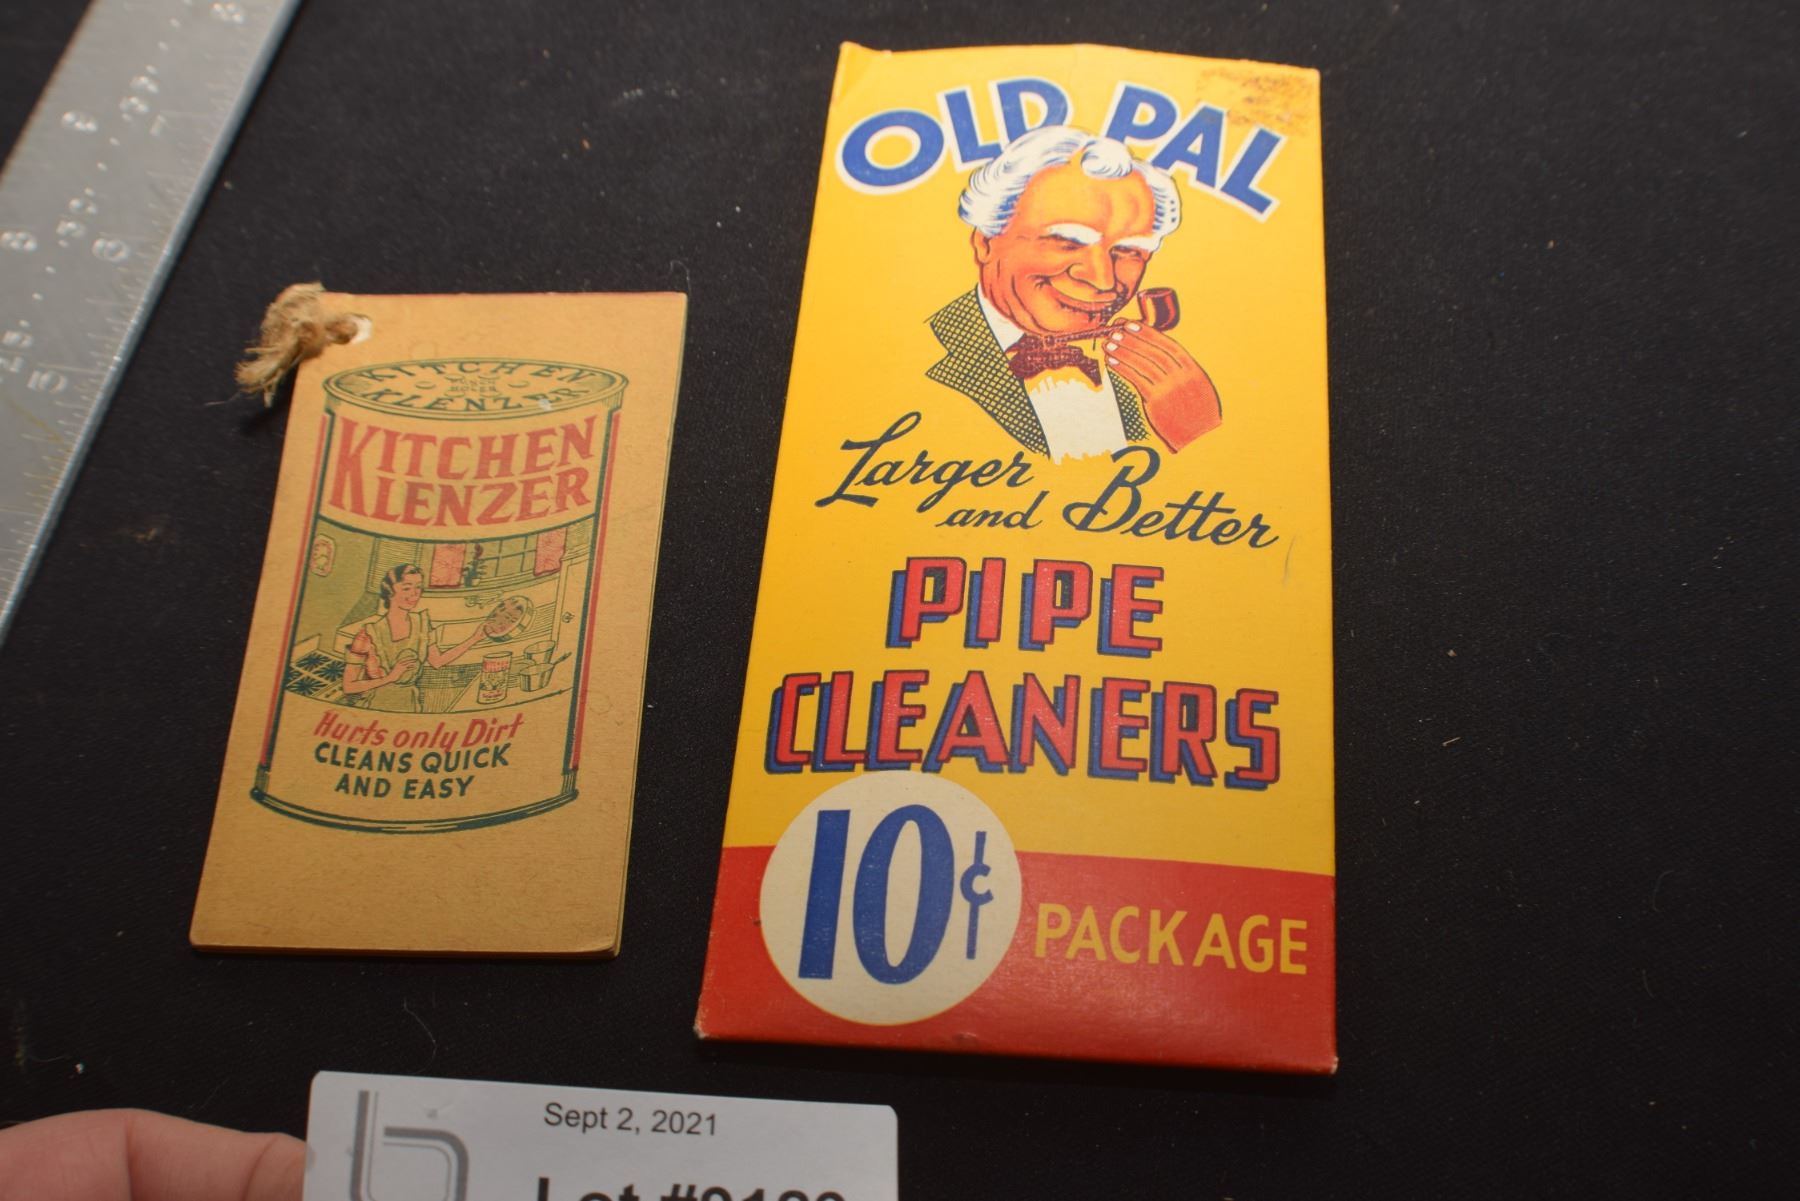 KITCHEN
KLENZER
KITCHEN
KLENZER
Hurts only Dirt
CLEANS QUICK
AND EASY
OLD PAL
Larger
and Better
PIPE
CLEANERS
10¢
PACKAGE
Sept 2, 2021